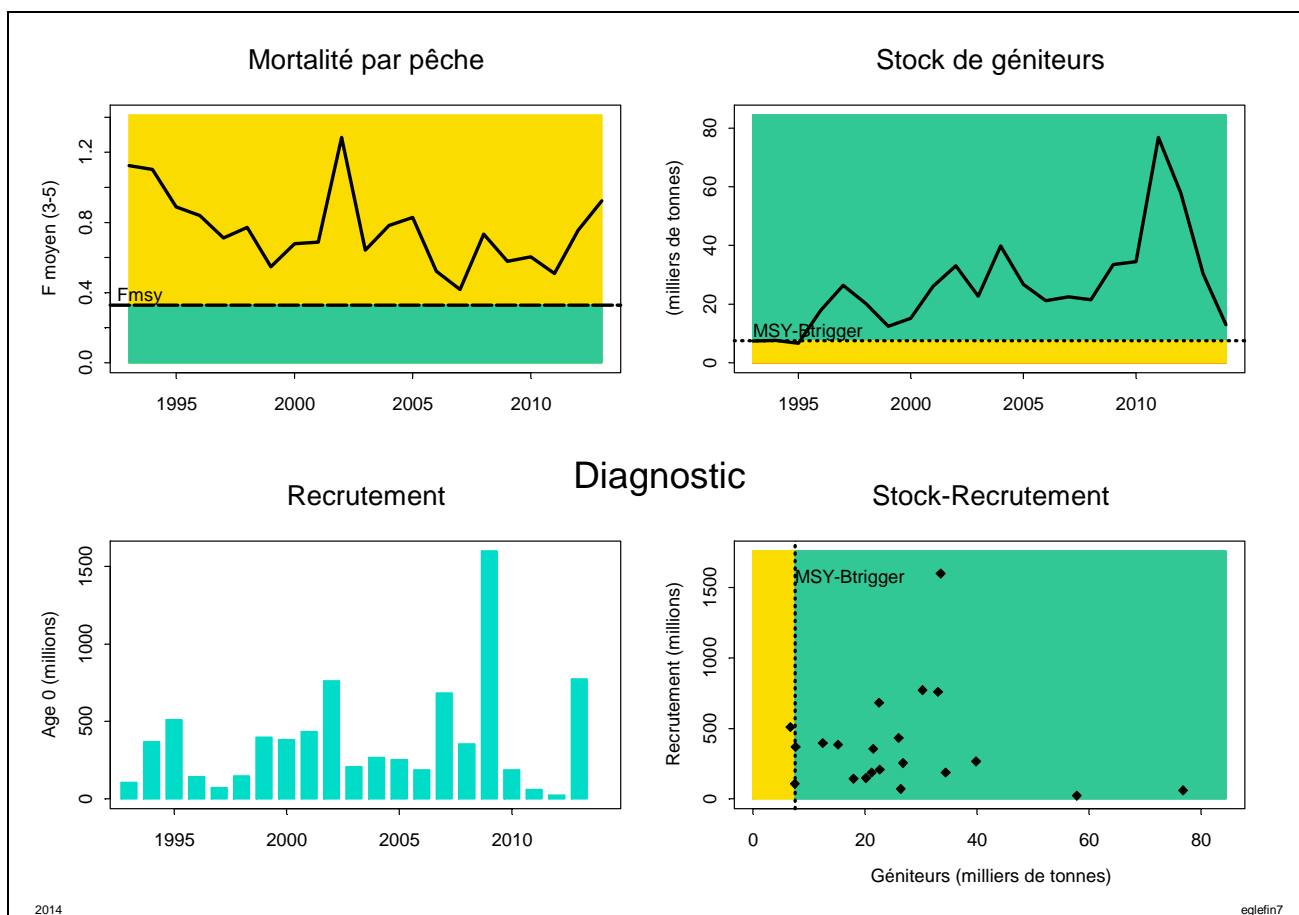 Mortalité par pêche
F moyen (3-5)
0.0 0.4 0.8 1.2
Fmsy
1995 2000 2005 2010
Stock de géniteurs
(milliers de tonnes)
0 20 40 60 80
MSY-Btrigger
1995 2000 2005 2010
Diagnostic
Recrutement
Age 0 (millions)
0 500 1000 1500
1995 2000 2005 2010
Stock-Recrutement
Recrutement (millions)
0 500 1000 1500
MSY-Btrigger
0 20 40 60 80
Géniteurs (milliers de tonnes)
2014
eglefin7